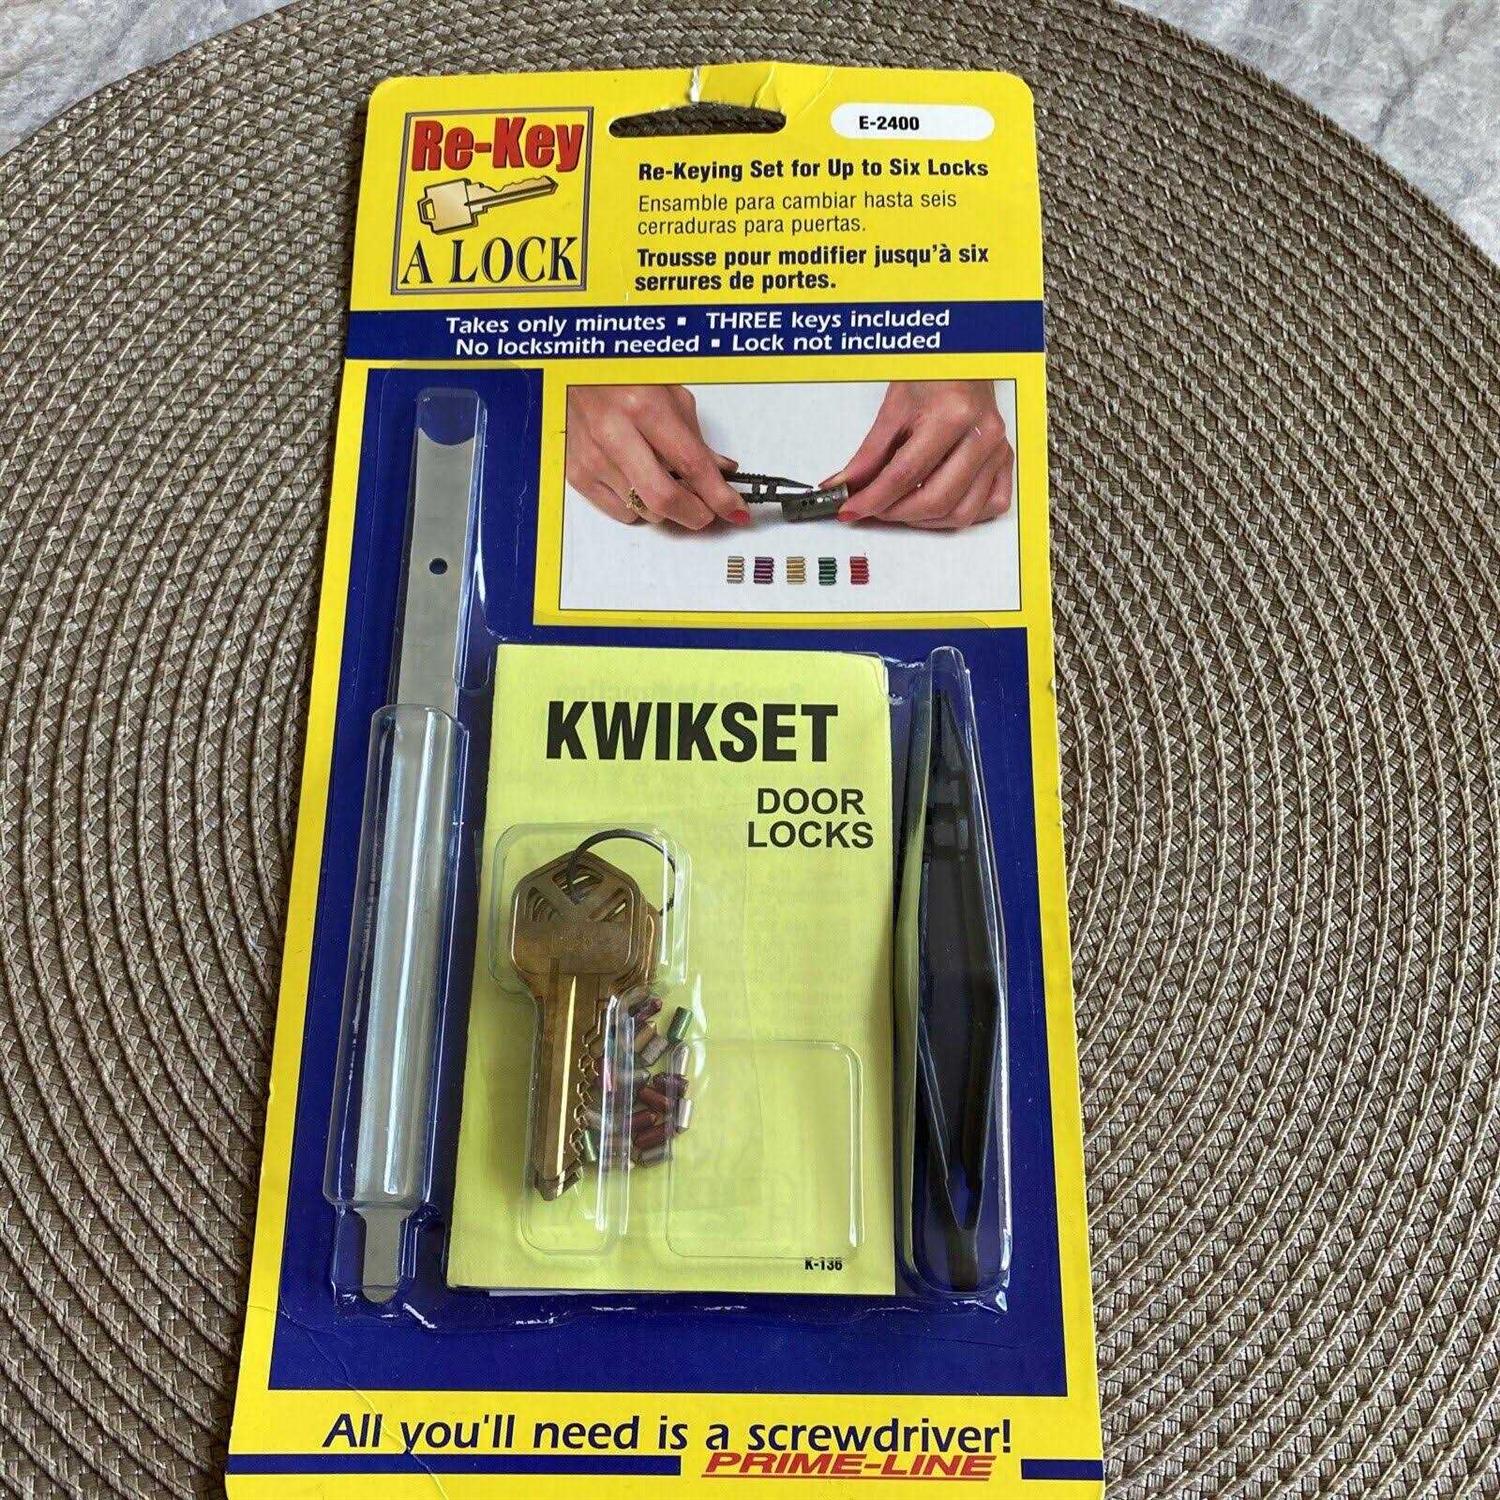 Re-Key
A LOCK
E-2400
Re-Keying Set for Up to Six Locks
Ensamble para cambiar hasta seis
cerraduras para puertas.
Trousse pour modifier jusqu'à six
serrures de portes.
Takes only minutes ▪ THREE keys included
No locksmith needed ▪ Lock not included
KWIKSET
DOOR
LOCKS
K-136
All you'll need is a screwdriver!
PRIME-LINE